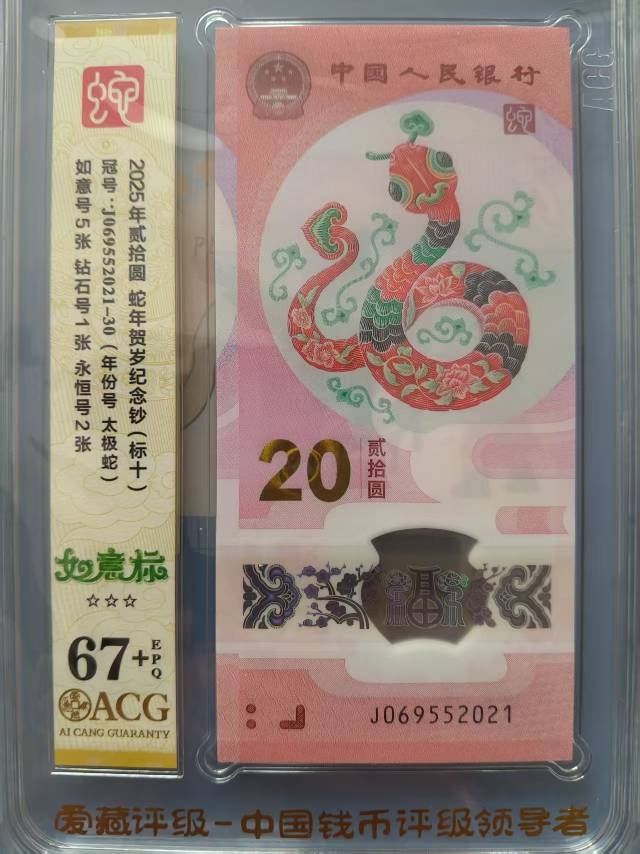 蛇
2025年贰拾圆 蛇年贺岁纪念钞（标十）
冠号：J069552021-30（年份号 太极蛇）
如意号5张 钻石号1张 永恒号2张
如意标
☆☆☆
67+ EPQ
ACG
AI CANG GUARANTY
中国人民银行
蛇
20 贰拾圆
J069552021
ACG
爱藏评级-中国钱币评级领导者